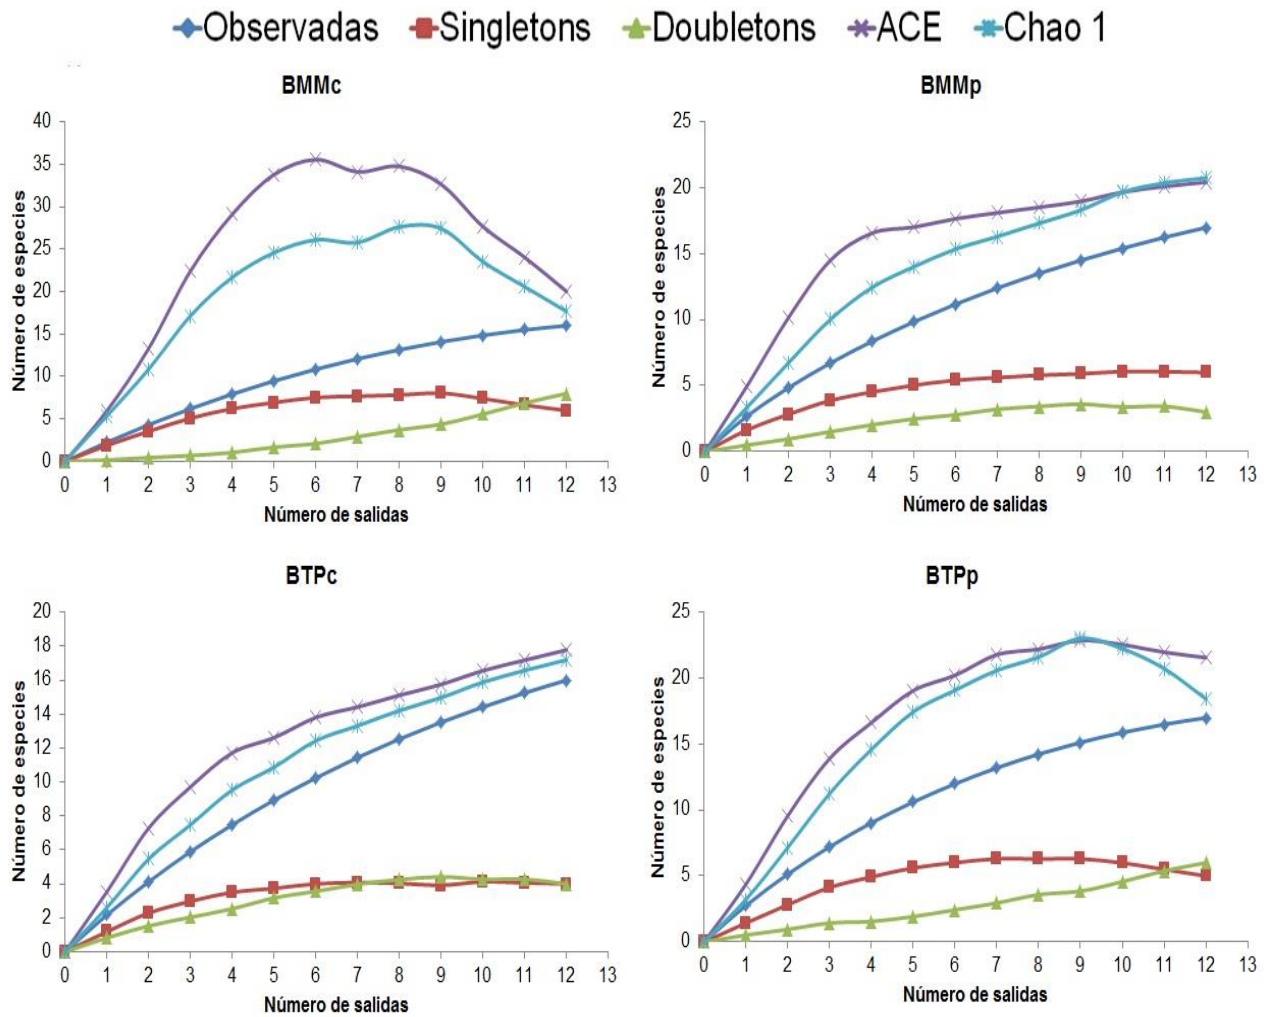 Observadas Singletons Doubletons ACE Chao 1
BMMc
Número de especies
40
35
30
25
20
15
10
5
0
0 1 2 3 4 5 6 7 8 9 10 11 12 13
Número de salidas
BMMp
Número de especies
25
20
15
10
5
0
0 1 2 3 4 5 6 7 8 9 10 11 12 13
Número de salidas
BTPc
Número de especies
20
18
16
14
12
10
8
6
4
2
0
0 1 2 3 4 5 6 7 8 9 10 11 12 13
Número de salidas
BTPp
Número de especies
25
20
15
10
5
0
0 1 2 3 4 5 6 7 8 9 10 11 12 13
Número de salidas